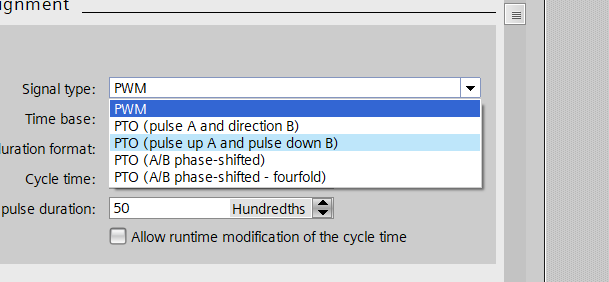 ignment
Signal type: PWM
PWM
Time base:
PTO (pulse A and direction B)
PTO (pulse up A and pulse down B)
uration format:
PTO (A/B phase-shifted)
Cycle time:
PTO (A/B phase-shifted - fourfold)
pulse duration: 50 Hundredths
Allow runtime modification of the cycle time